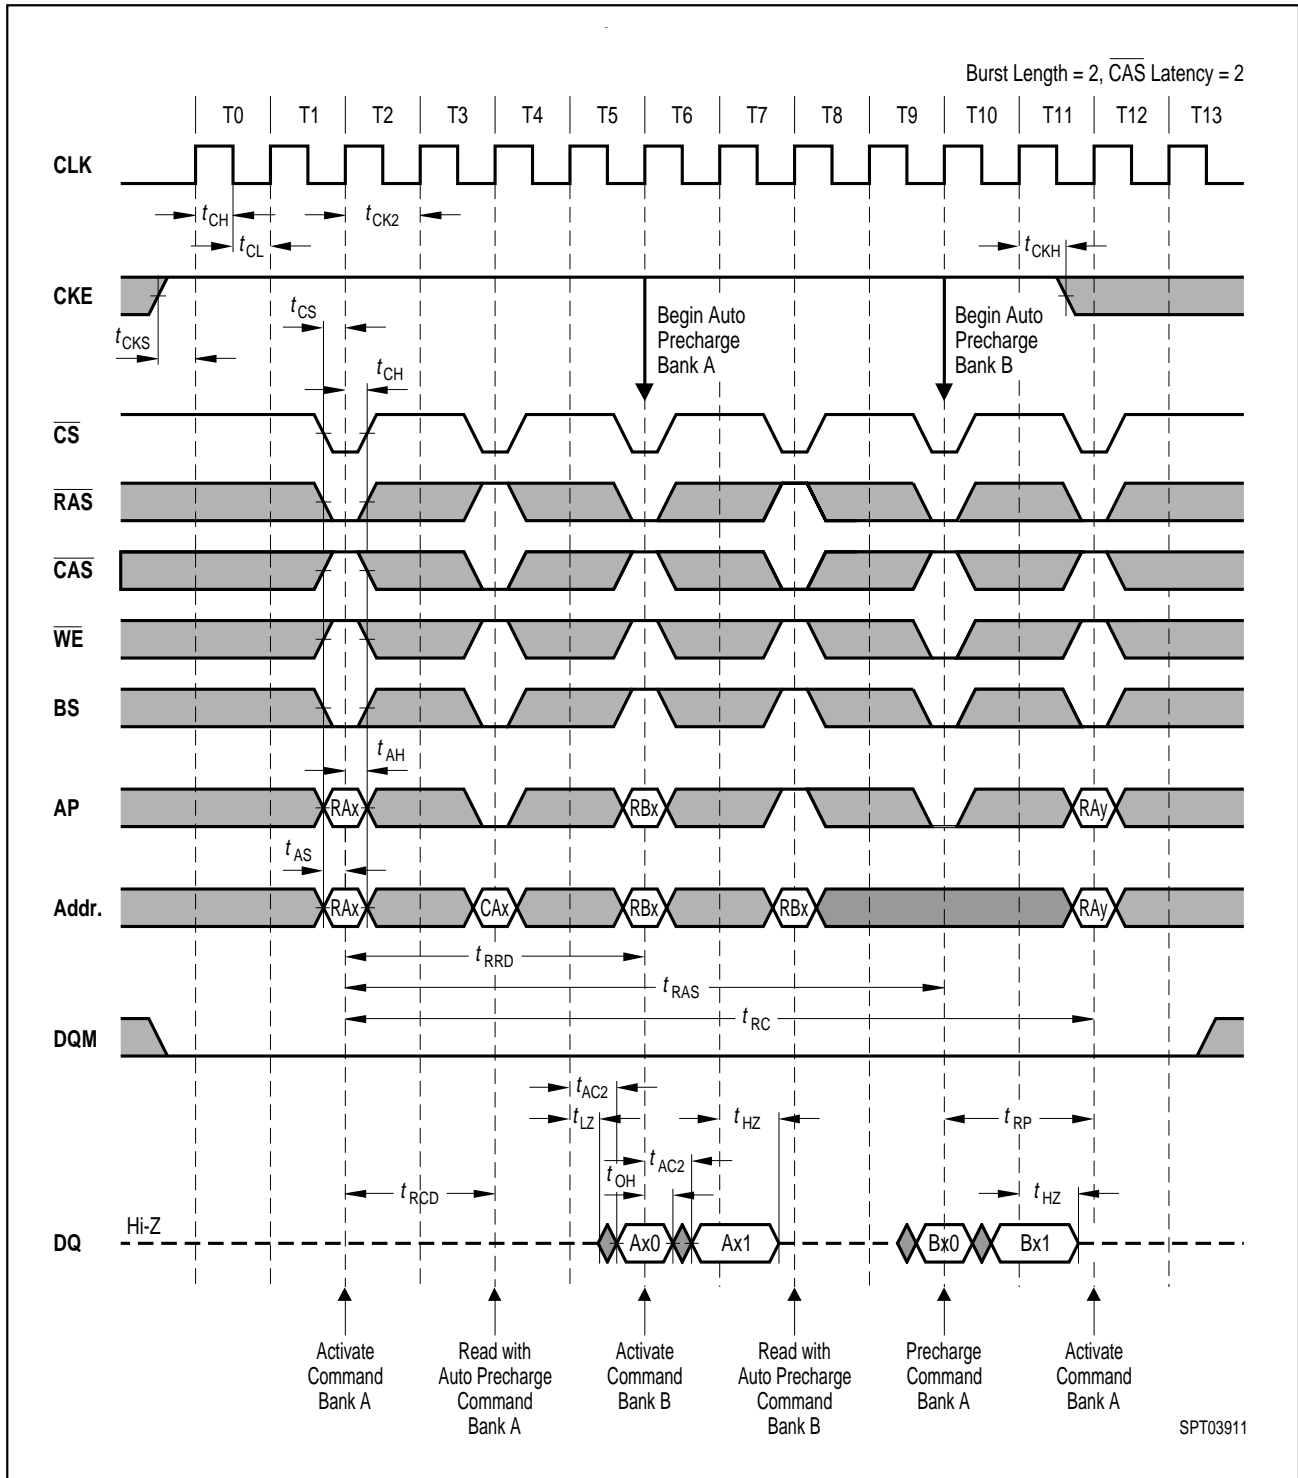 Burst Length = 2, CAS Latency = 2
T0 T1 T2 T3 T4 T5 T6 T7 T8 T9 T10 T11 T12 T13
CLK
tCH tCK2
tCL tCKH
CKE
tCS
Begin Auto
Precharge
Bank A
Begin Auto
Precharge
Bank B
tCKS
tCH
CS
RAS
CAS
WE
BS
tAH
AP RAx RBx RAy
tAS
Addr. RAx CAx RBx RBx RAy
tRRD
tRAS
tRC
DQM
tAC2
tLZ tHZ tRP
tAC2
tOH
tRCD tHZ
Hi-Z
DQ Ax0 Ax1 Bx0 Bx1
Activate
Command
Bank A
Read with
Auto Precharge
Command
Bank A
Activate
Command
Bank B
Read with
Auto Precharge
Command
Bank B
Precharge
Command
Bank A
Activate
Command
Bank A
SPT03911